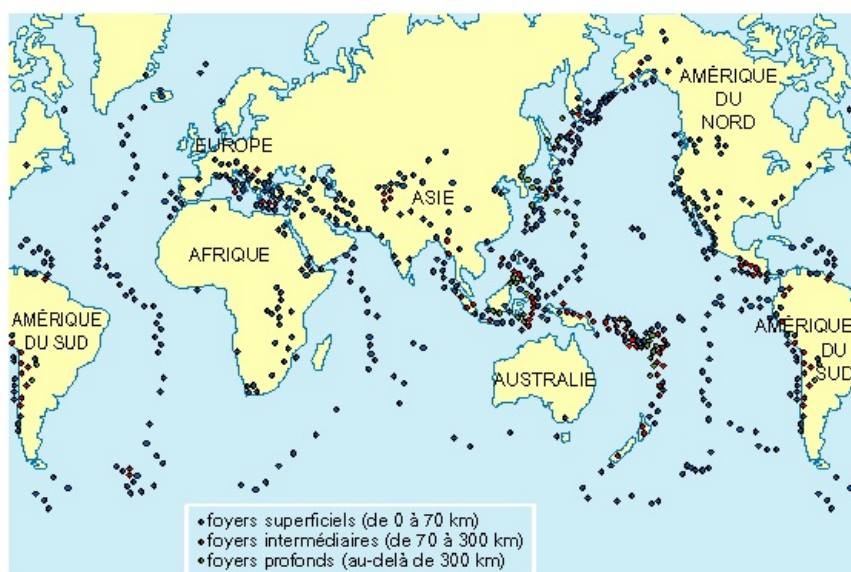 AMÉRIQUE
DU
NORD
EUROPE
ASIE
AFRIQUE
AMÉRIQUE
DU SUD
AMÉRIQUE
DU
SUD
AUSTRALIE
foyers superficiels (de 0 à 70 km)
foyers intermédiaires (de 70 à 300 km)
foyers profonds (au-delà de 300 km)